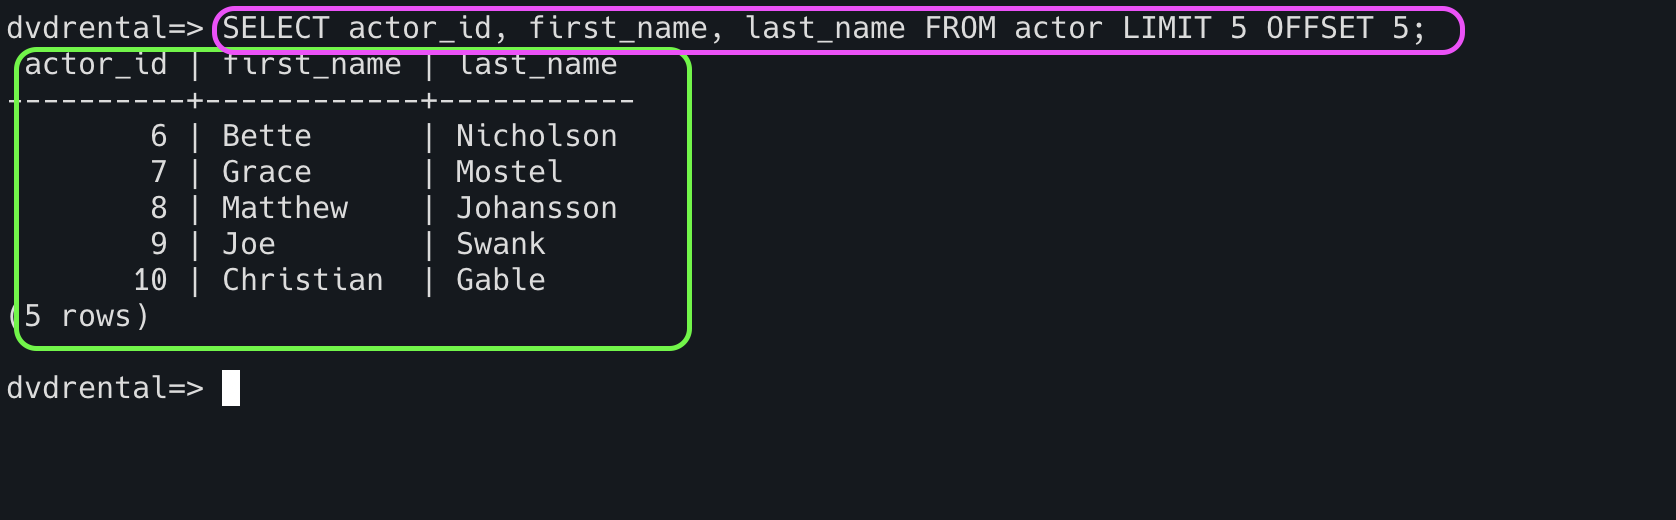 dvdrental=> SELECT actor_id, first_name, last_name FROM actor LIMIT 5 OFFSET 5;
 actor_id | first_name | last_name
----------+------------+-----------
        6 | Bette      | Nicholson
        7 | Grace      | Mostel
        8 | Matthew    | Johansson
        9 | Joe        | Swank
       10 | Christian  | Gable
(5 rows)
dvdrental=>